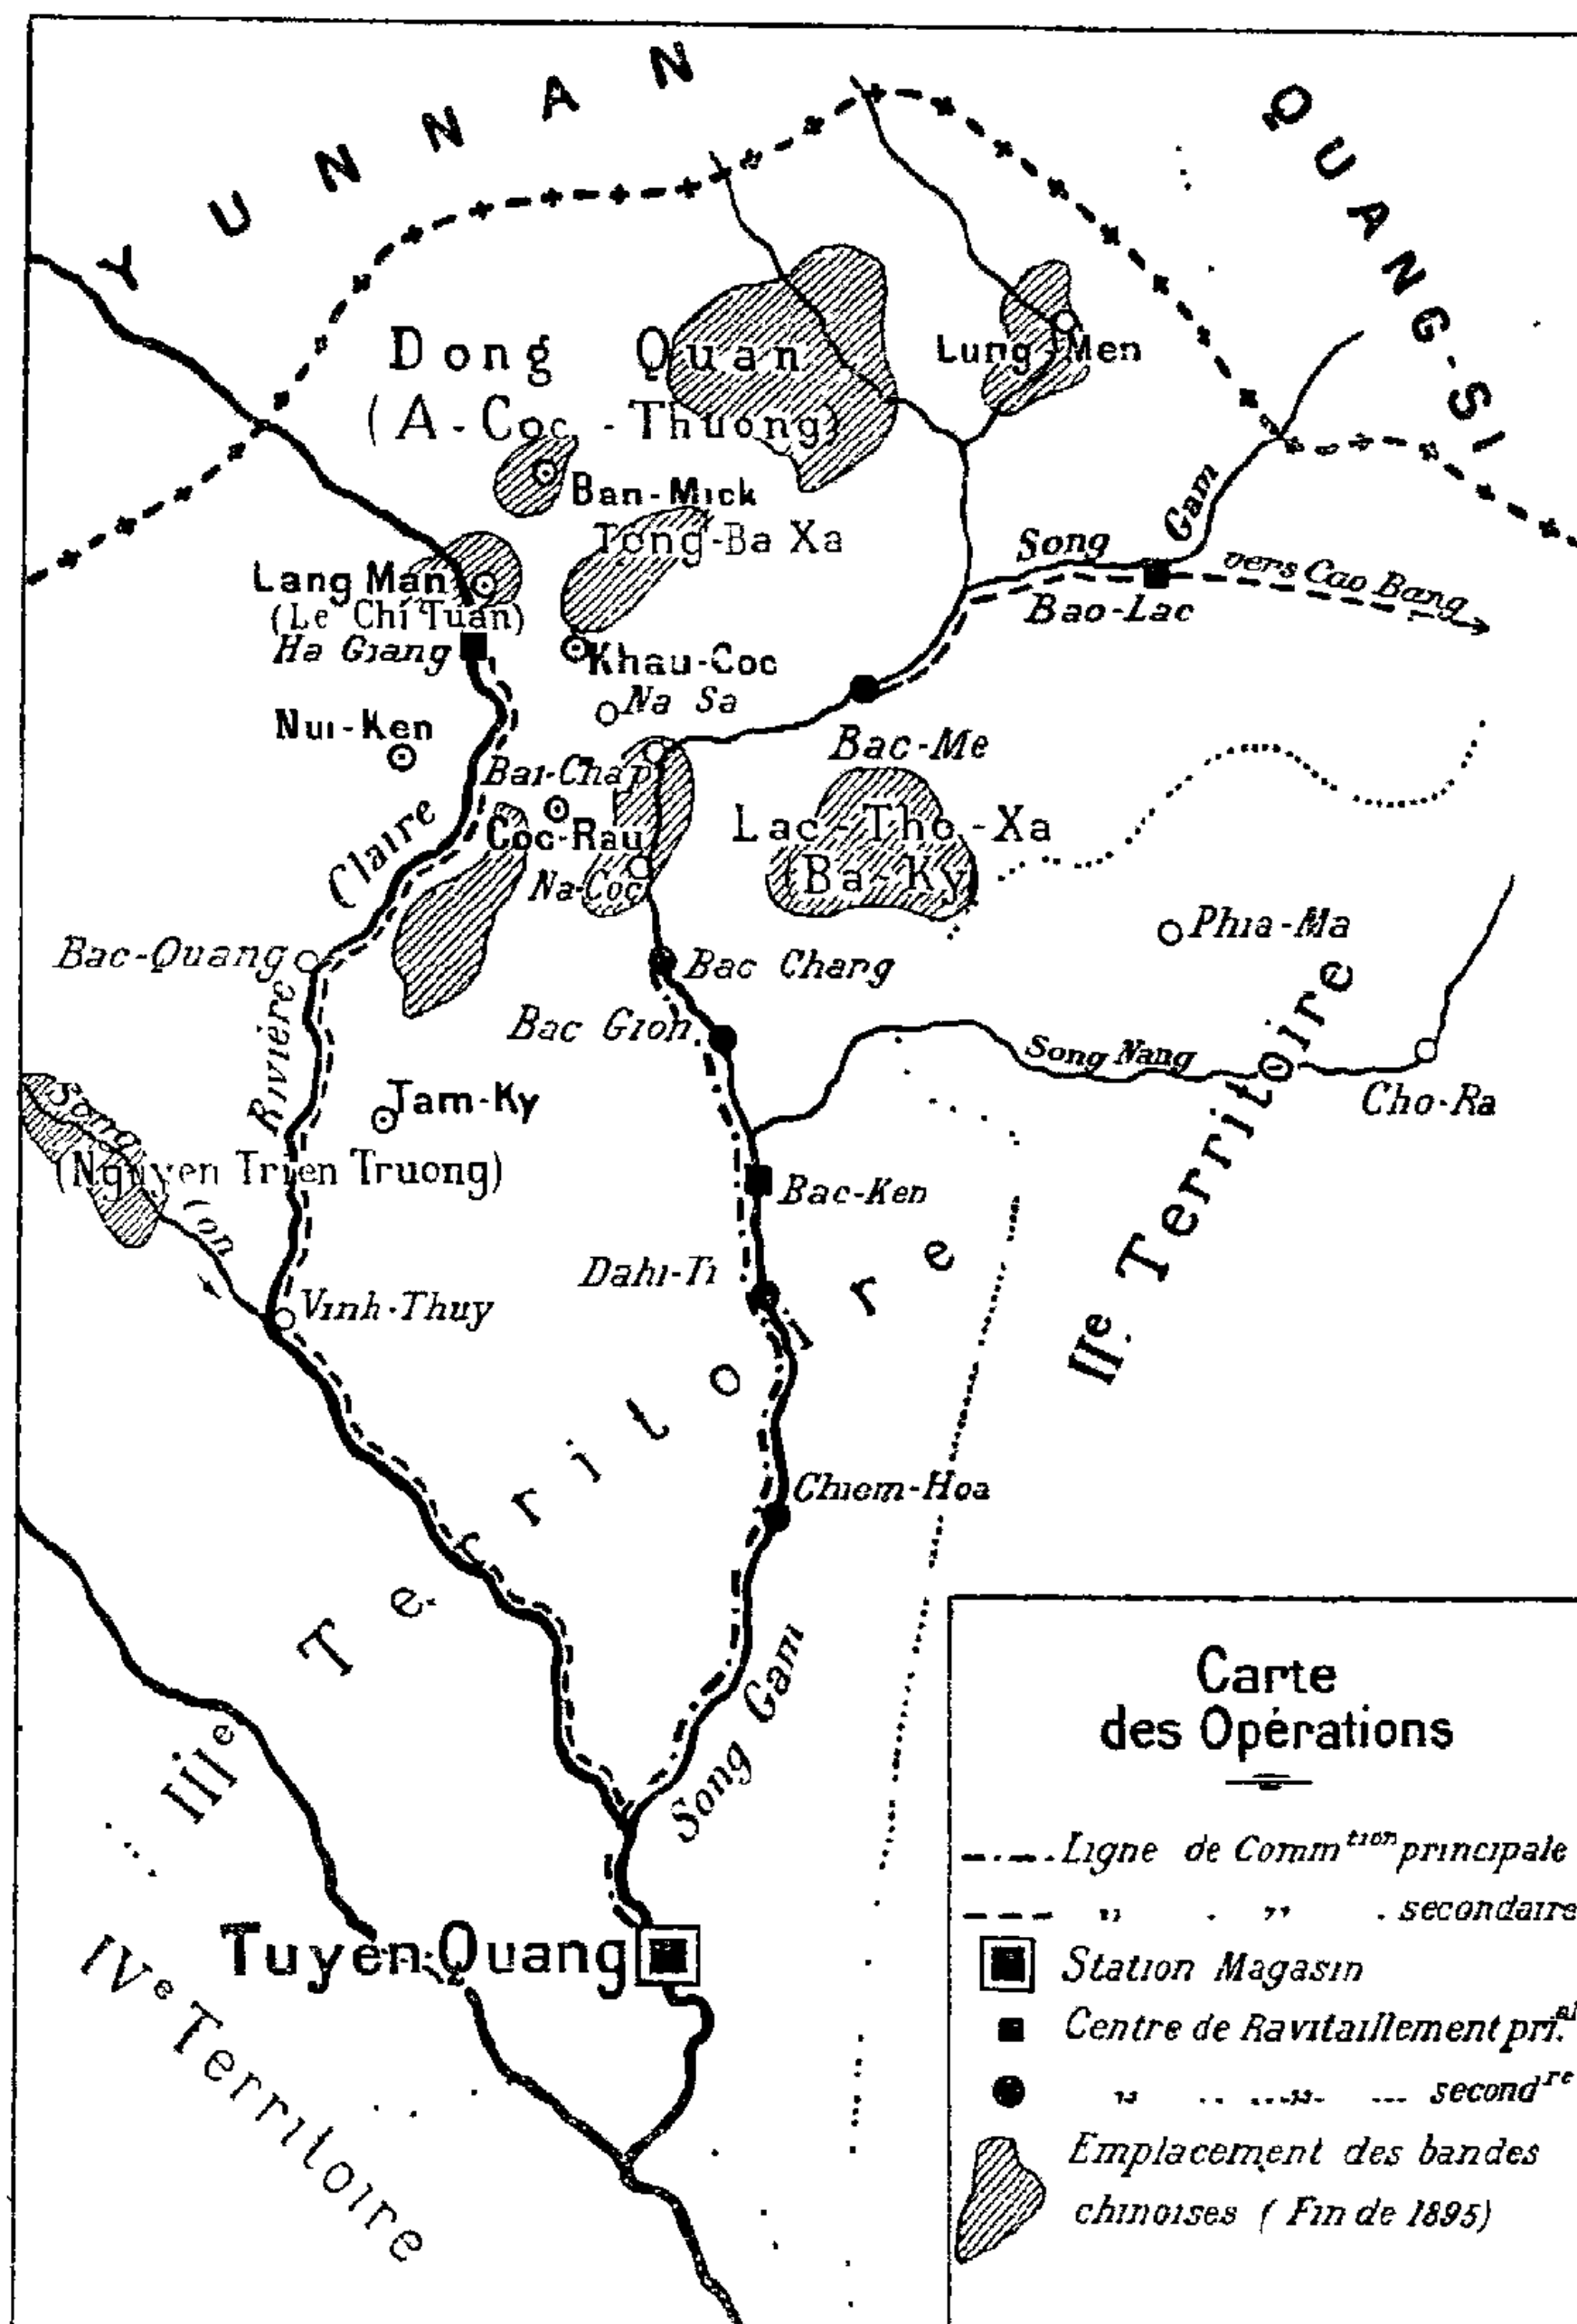 YUNNAN
QUANG-SI
Dong Quan
(A-Coc-Thuong)
Lung-Men
Ban-Mick
Tong-Ba Xa
Song Gam
vers Cao Bang
Lang Man
(Le Chi Tuan)
Bao-Lac
Ha Giang
Khau-Coc
Na Sa
Nui-Ken
Bac-Me
Bai-Chap
Lac-Tho-Xa
(Ba-Ky)
Coc-Rau
Na-Coc
Rivière Claire
Phia-Ma
Bac-Quang
Bac Chang
Bac Gion
Song Nang
Cho-Ra
Tam-Ky
Song Con
(Nguyen Trien Truong)
Bac-Ken
IIe. Territoire
Dahi-Ti
Vinh-Thuy
Chiem-Hoa
IIIe Territoire
Song Gam
Tuyen Quang
IVe Territoire
Carte
des Opérations
Ligne de Commtion principale
" " secondaire
Station Magasin
Centre de Ravitaillement pri.al
" " secondre
Emplacement des bandes
chinoises (Fin de 1895)